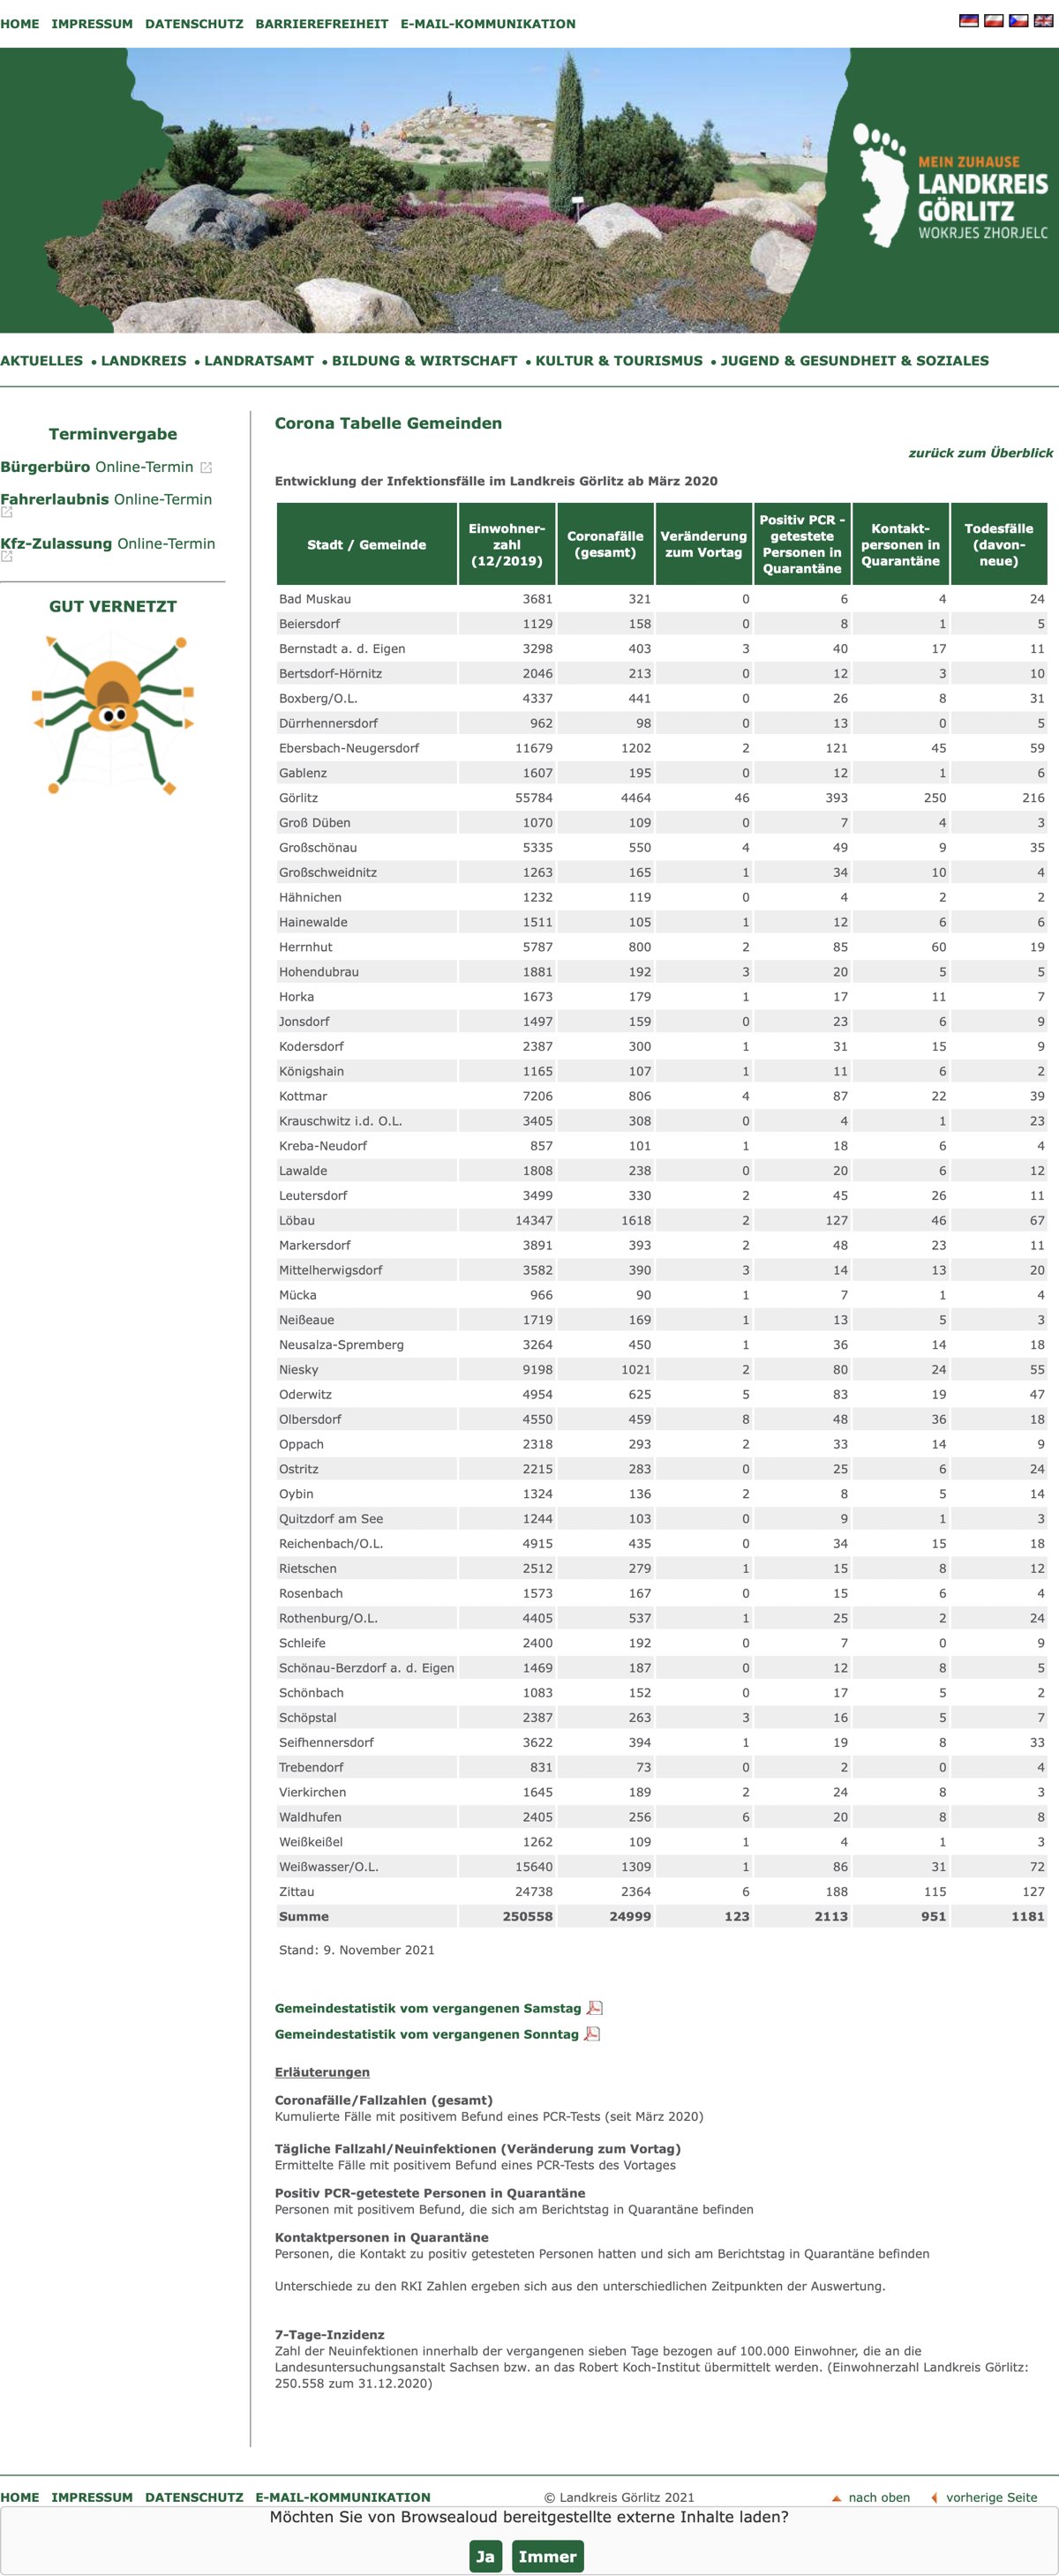 HOME IMPRESSUM DATENSCHUTZ BARRIEREFREIHEIT E-MAIL-KOMMUNIKATION
MEIN ZUHAUSE
LANDKREIS
GÖRLITZ
WOKRJES ZHORJELC
AKTUELLES • LANDKREIS • LANDRATSAMT • BILDUNG & WIRTSCHAFT • KULTUR & TOURISMUS • JUGEND & GESUNDHEIT & SOZIALES
Terminvergabe
Bürgerbüro Online-Termin
Fahrerlaubnis Online-Termin
Kfz-Zulassung Online-Termin
GUT VERNETZT
Corona Tabelle Gemeinden
zurück zum Überblick
Entwicklung der Infektionsfälle im Landkreis Görlitz ab März 2020
Stadt / Gemeinde Einwohner-zahl (12/2019) Coronafälle (gesamt) Veränderung zum Vortag Positiv PCR - getestete Personen in Quarantäne Kontakt-personen in Quarantäne Todesfälle (davon-neue)
Bad Muskau 3681 321 0 6 4 24
Beiersdorf 1129 158 0 8 1 5
Bernstadt a. d. Eigen 3298 403 3 40 17 11
Bertsdorf-Hörnitz 2046 213 0 12 3 10
Boxberg/O.L. 4337 441 0 26 8 31
Dürrhennersdorf 962 98 0 13 0 5
Ebersbach-Neugersdorf 11679 1202 2 121 45 59
Gablenz 1607 195 0 12 1 6
Görlitz 55784 4464 46 393 250 216
Groß Düben 1070 109 0 7 4 3
Großschönau 5335 550 4 49 9 35
Großschweidnitz 1263 165 1 34 10 4
Hähnichen 1232 119 0 4 2 2
Hainewalde 1511 105 1 12 6 6
Herrnhut 5787 800 2 85 60 19
Hohendubrau 1881 192 3 20 5 5
Horka 1673 179 1 17 11 7
Jonsdorf 1497 159 0 23 6 9
Kodersdorf 2387 300 1 31 15 9
Königshain 1165 107 1 11 6 2
Kottmar 7206 806 4 87 22 39
Krauschwitz i.d. O.L. 3405 308 0 4 1 23
Kreba-Neudorf 857 101 1 18 6 4
Lawalde 1808 238 0 20 6 12
Leutersdorf 3499 330 2 45 26 11
Löbau 14347 1618 2 127 46 67
Markersdorf 3891 393 2 48 23 11
Mittelherwigsdorf 3582 390 3 14 13 20
Mücka 966 90 1 7 1 4
Neißeaue 1719 169 1 13 5 3
Neusalza-Spremberg 3264 450 1 36 14 18
Niesky 9198 1021 2 80 24 55
Oderwitz 4954 625 5 83 19 47
Olbersdorf 4550 459 8 48 36 18
Oppach 2318 293 2 33 14 9
Ostritz 2215 283 0 25 6 24
Oybin 1324 136 2 8 5 14
Quitzdorf am See 1244 103 0 9 1 3
Reichenbach/O.L. 4915 435 0 34 15 18
Rietschen 2512 279 1 15 8 12
Rosenbach 1573 167 0 15 6 4
Rothenburg/O.L. 4405 537 1 25 2 24
Schleife 2400 192 0 7 0 9
Schönau-Berzdorf a. d. Eigen 1469 187 0 12 8 5
Schönbach 1083 152 0 17 5 2
Schöpstal 2387 263 3 16 5 7
Seifhennersdorf 3622 394 1 19 8 33
Trebendorf 831 73 0 2 0 4
Vierkirchen 1645 189 2 24 8 3
Waldhufen 2405 256 6 20 8 8
Weißkeißel 1262 109 1 4 1 3
Weißwasser/O.L. 15640 1309 1 86 31 72
Zittau 24738 2364 6 188 115 127
Summe 250558 24999 123 2113 951 1181
Stand: 9. November 2021
Gemeindestatistik vom vergangenen Samstag
Gemeindestatistik vom vergangenen Sonntag
Erläuterungen
Coronafälle/Fallzahlen (gesamt)
Kumulierte Fälle mit positivem Befund eines PCR-Tests (seit März 2020)
Tägliche Fallzahl/Neuinfektionen (Veränderung zum Vortag)
Ermittelte Fälle mit positivem Befund eines PCR-Tests des Vortages
Positiv PCR-getestete Personen in Quarantäne
Personen mit positivem Befund, die sich am Berichtstag in Quarantäne befinden
Kontaktpersonen in Quarantäne
Personen, die Kontakt zu positiv getesteten Personen hatten und sich am Berichtstag in Quarantäne befinden
Unterschiede zu den RKI Zahlen ergeben sich aus den unterschiedlichen Zeitpunkten der Auswertung.
7-Tage-Inzidenz
Zahl der Neuinfektionen innerhalb der vergangenen sieben Tage bezogen auf 100.000 Einwohner, die an die
Landesuntersuchungsanstalt Sachsen bzw. an das Robert Koch-Institut übermittelt werden. (Einwohnerzahl Landkreis Görlitz:
250.558 zum 31.12.2020)
HOME IMPRESSUM DATENSCHUTZ E-MAIL-KOMMUNIKATION © Landkreis Görlitz 2021 nach oben vorherige Seite
Möchten Sie von Browsealoud bereitgestellte externe Inhalte laden?
Ja Immer